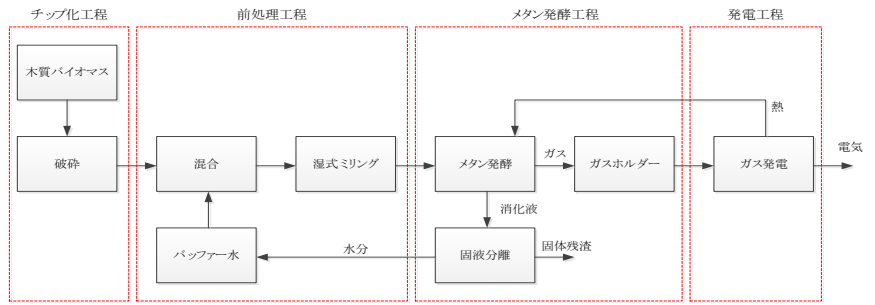 チップ化工程
前処理工程
メタン発酵工程
発電工程
木質バイオマス
熱
破砕
混合
湿式ミリング
メタン発酵
ガス
ガスホルダー
ガス発電
電気
消化液
バッファー水
水分
固液分離
固体残渣